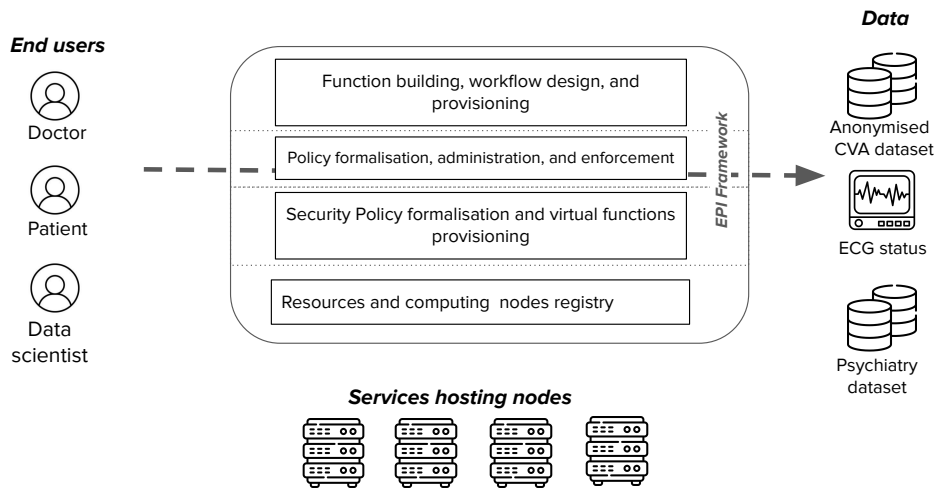 End users
Doctor
Patient
Data
scientist
Function building, workflow design, and
provisioning
Policy formalisation, administration, and enforcement
Security Policy formalisation and virtual functions
provisioning
Resources and computing nodes registry
EPI Framework
Data
Anonymised
CVA dataset
ECG status
Psychiatry
dataset
Services hosting nodes